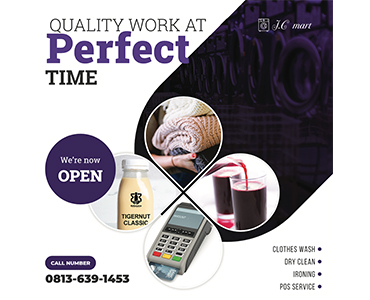 QUALITY WORK AT
Perfect
TIME
J.C mart
We're now
OPEN
TIGERNUT
CLASSIC
CALL NUMBER
0813-639-1453
CLOTHES WASH
DRY CLEAN
IRONING
POS SERVICE